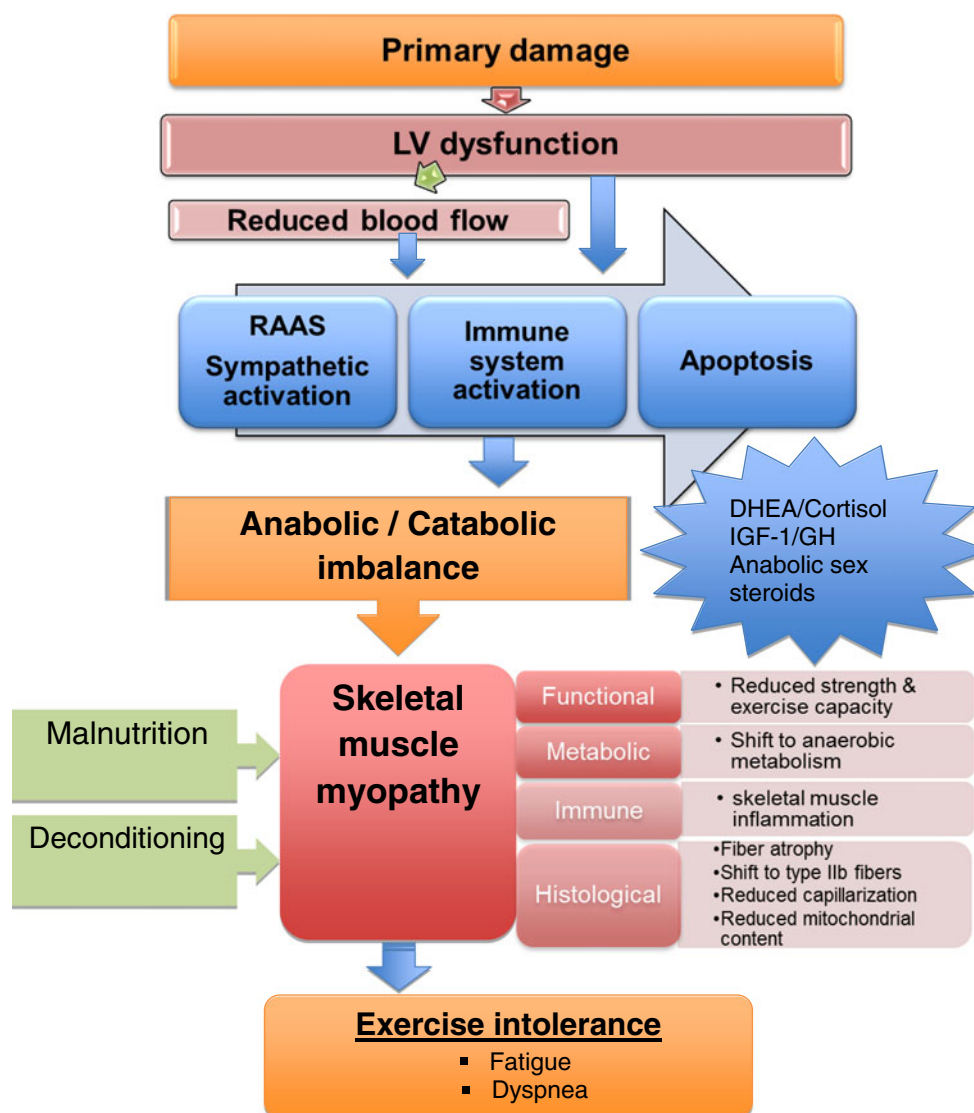 Primary damage
LV dysfunction
Reduced blood flow
RAAS
Sympathetic
activation
Immune
system
activation
Apoptosis
Anabolic / Catabolic
imbalance
DHEA/Cortisol
IGF-1/GH
Anabolic sex
steroids
Malnutrition
Deconditioning
Skeletal
muscle
myopathy
Functional
• Reduced strength &
exercise capacity
Metabolic
• Shift to anaerobic
metabolism
Immune
• skeletal muscle
inflammation
Histological
•Fiber atrophy
•Shift to type IIb fibers
•Reduced capillarization
•Reduced mitochondrial
content
Exercise intolerance
▪ Fatigue
▪ Dyspnea